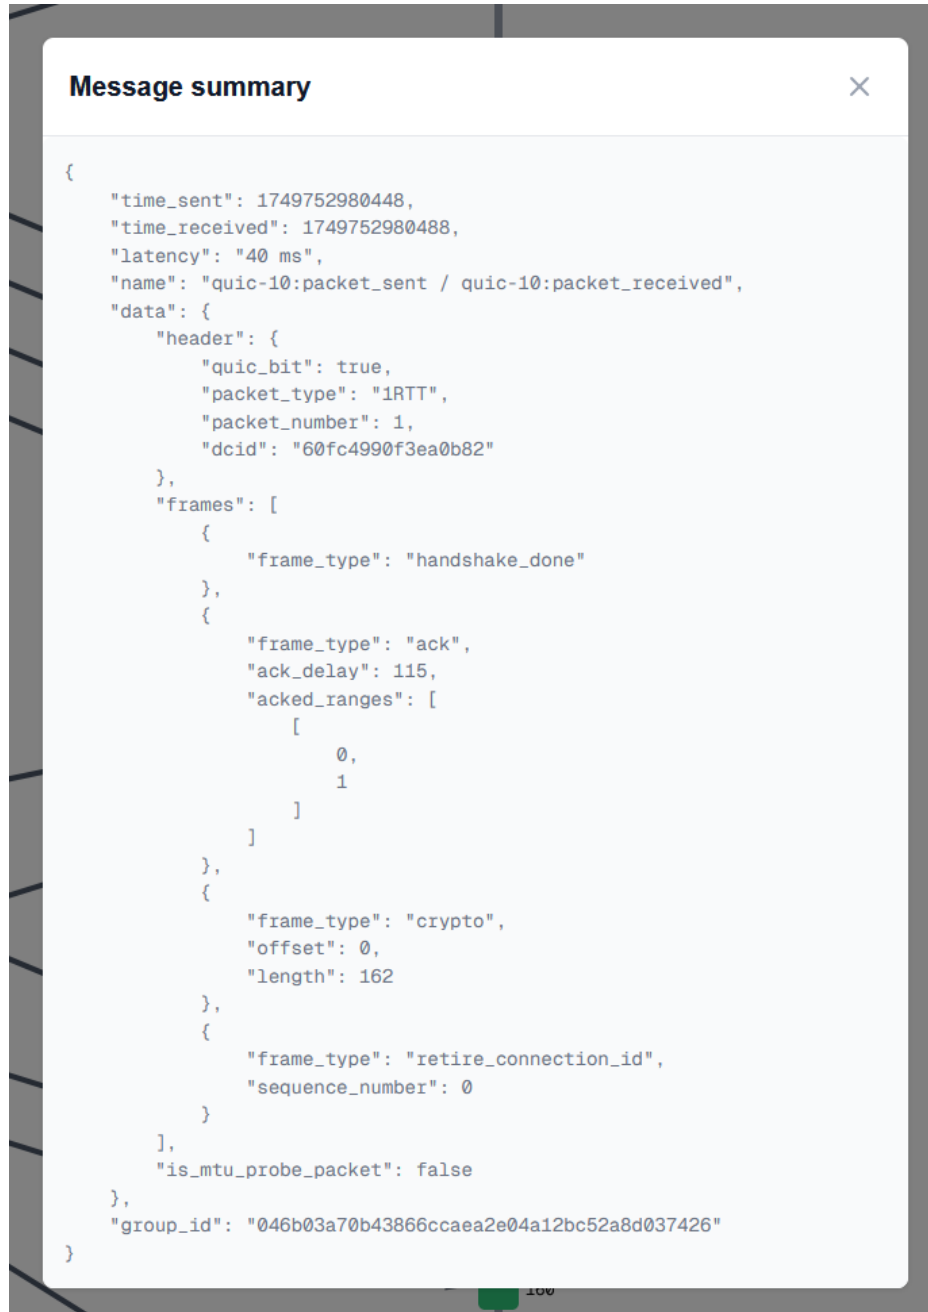 Message summary
{
    "time_sent": 1749752980448,
    "time_received": 1749752980488,
    "latency": "40 ms",
    "name": "quic-10:packet_sent / quic-10:packet_received",
    "data": {
        "header": {
            "quic_bit": true,
            "packet_type": "1RTT",
            "packet_number": 1,
            "dcid": "60fc4990f3ea0b82"
        },
        "frames": [
            {
                "frame_type": "handshake_done"
            },
            {
                "frame_type": "ack",
                "ack_delay": 115,
                "acked_ranges": [
                    [
                        0,
                        1
                    ]
                ]
            },
            {
                "frame_type": "crypto",
                "offset": 0,
                "length": 162
            },
            {
                "frame_type": "retire_connection_id",
                "sequence_number": 0
            }
        ],
        "is_mtu_probe_packet": false
    },
    "group_id": "046b03a70b43866ccaea2e04a12bc52a8d037426"
}
160